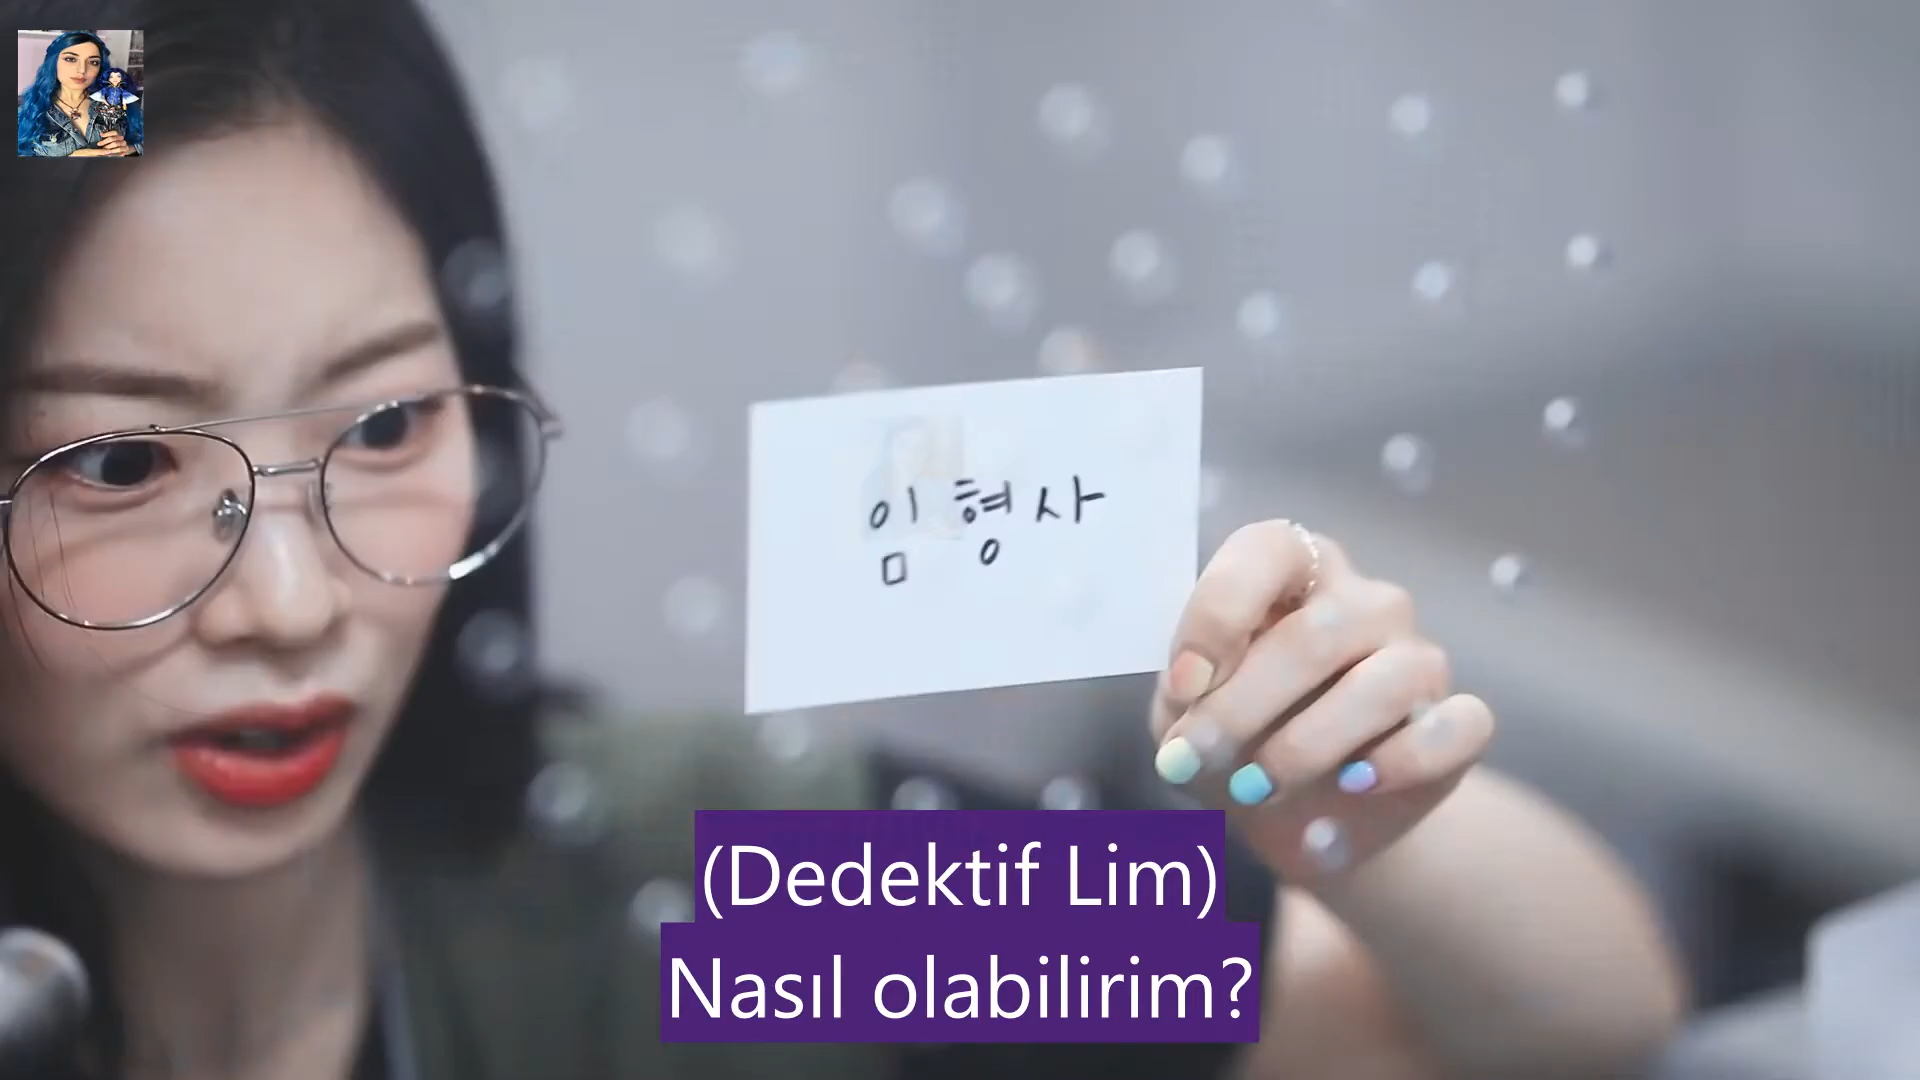 임형사
(Dedektif Lim)
Nasıl olabilirim?